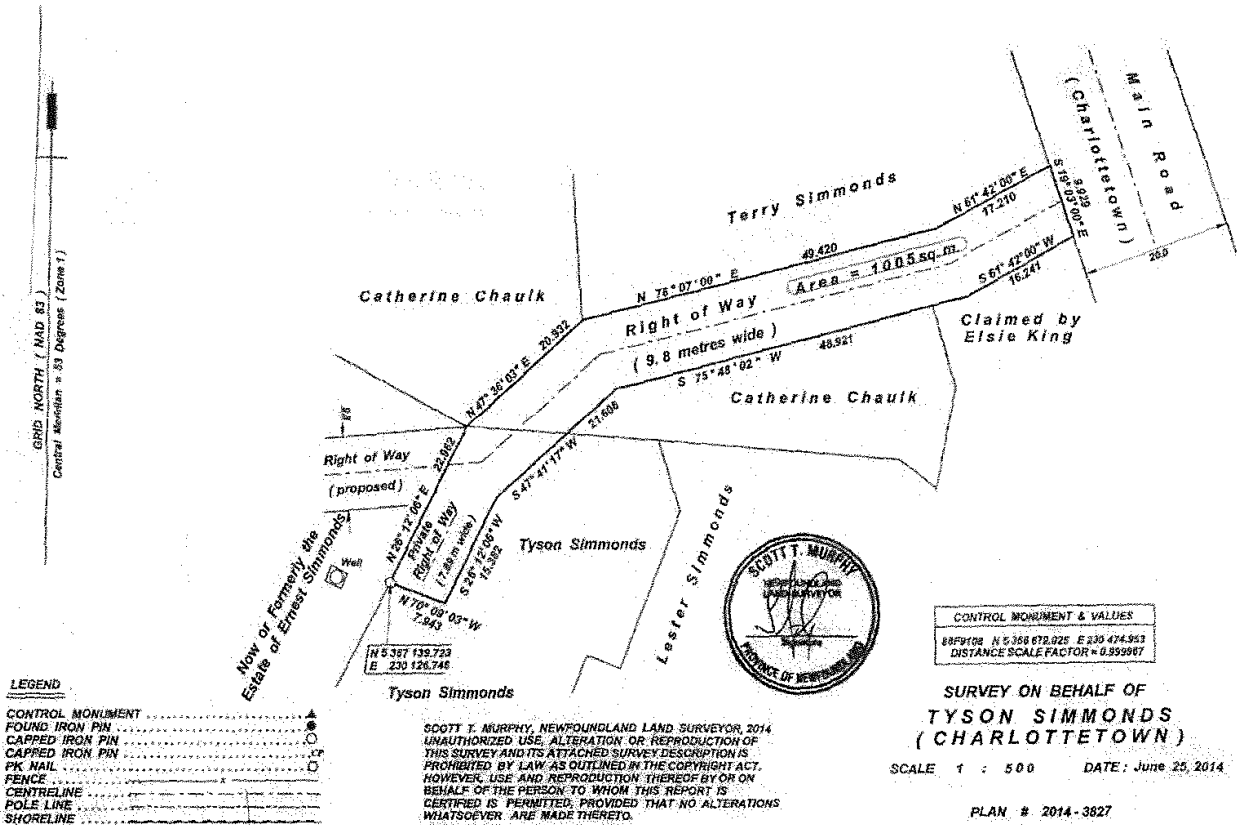 GRID NORTH ( NAD 83 )
Central Meridian = 53 Degrees ( Zone 1 )
Main Road
( Charlottetown )
Terry Simmonds
N 61° 42' 00" E
17.210
S 19° 03' 00" E
9.929
20.0
49.420
N 76° 07' 00" E
Area = 1005 sq. m.
S 61° 42' 00" W
16.241
Catherine Chaulk
Right of Way
( 9.8 metres wide )
Claimed by
Elsie King
20.932
N 47° 36' 03" E
S 75° 48' 02" W
48.921
Catherine Chaulk
21.608
S 47° 41' 17" W
Right of Way
( proposed )
22.062
N 26° 12' 06" E
Private
Right of Way
( 7.89 m wide )
S 26° 12' 06" W
15.382
Tyson Simmonds
Lester Simmonds
Now or Formerly the
Estate of Ernest Simmonds
Well
N 70° 09' 03" W
7.943
N 5 367 139.723
E 230 126.746
Tyson Simmonds
SCOTT T. MURPHY
NEWFOUNDLAND
LAND SURVEYOR
Signature
PROVINCE OF NEWFOUNDLAND
CONTROL MONUMENT & VALUES
N 5 366 679.025 E 230 474.953
DISTANCE SCALE FACTOR = 0.999967
LEGEND
CONTROL MONUMENT
FOUND IRON PIN
CAPPED IRON PIN
CAPPED IRON PIN
PK NAIL
FENCE
CENTRELINE
POLE LINE
SHORELINE
SCOTT T. MURPHY, NEWFOUNDLAND LAND SURVEYOR, 2014
UNAUTHORIZED USE, ALTERATION OR REPRODUCTION OF
THIS SURVEY AND ITS ATTACHED SURVEY DESCRIPTION IS
PROHIBITED BY LAW AS OUTLINED IN THE COPYRIGHT ACT.
HOWEVER, USE AND REPRODUCTION THEREOF BY OR ON
BEHALF OF THE PERSON TO WHOM THIS REPORT IS
CERTIFIED IS PERMITTED, PROVIDED THAT NO ALTERATIONS
WHATSOEVER ARE MADE THERETO.
SURVEY ON BEHALF OF
TYSON SIMMONDS
( CHARLOTTETOWN )
SCALE 1 : 500 DATE : June 25, 2014
PLAN # 2014-3827